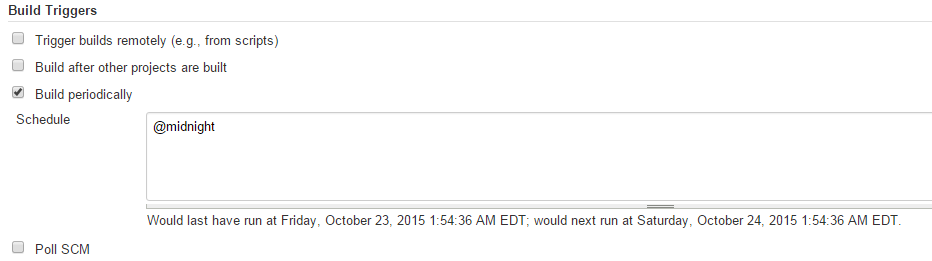 Build Triggers
Trigger builds remotely (e.g., from scripts)
Build after other projects are built
Build periodically
Schedule
@midnight
Would last have run at Friday, October 23, 2015 1:54:36 AM EDT; would next run at Saturday, October 24, 2015 1:54:36 AM EDT.
Poll SCM